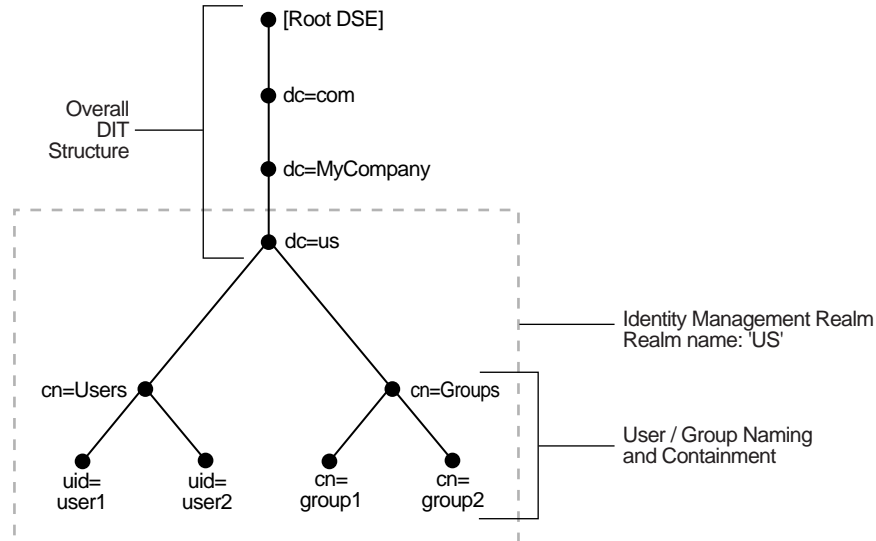 [Root DSE]
dc=com
Overall
DIT
Structure
dc=MyCompany
dc=us
Identity Management Realm
Realm name: 'US'
cn=Users
cn=Groups
User / Group Naming
and Containment
uid=
user1
uid=
user2
cn=
group1
cn=
group2